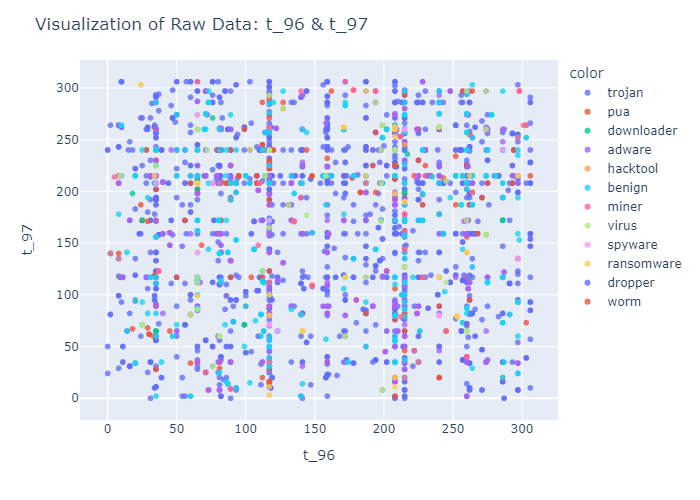 Visualization of Raw Data: t_96 & t_97
color
trojan
pua
downloader
adware
hacktool
benign
miner
virus
spyware
ransomware
dropper
worm
t_97
300
250
200
150
100
50
0
0 50 100 150 200 250 300
t_96